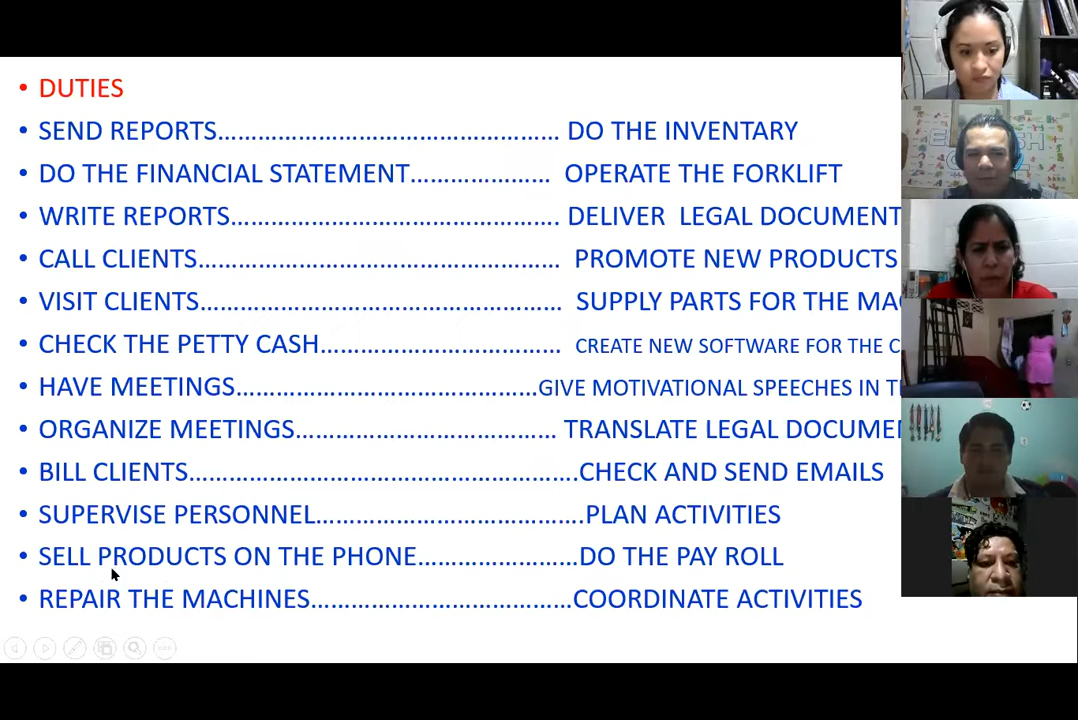 • DUTIES
• SEND REPORTS………………………………………… DO THE INVENTARY
• DO THE FINANCIAL STATEMENT………………… OPERATE THE FORKLIFT
• WRITE REPORTS………………………………………. DELIVER LEGAL DOCUMENT
• CALL CLIENTS…………………………………………… PROMOTE NEW PRODUCTS
• VISIT CLIENTS…………………………………………… SUPPLY PARTS FOR THE MA
• CHECK THE PETTY CASH……………………………… CREATE NEW SOFTWARE FOR THE C
• HAVE MEETINGS……………………………………...GIVE MOTIVATIONAL SPEECHES IN T
• ORGANIZE MEETINGS………………………………… TRANSLATE LEGAL DOCUME
• BILL CLIENTS………………………………………………….CHECK AND SEND EMAILS
• SUPERVISE PERSONNEL………………………………….PLAN ACTIVITIES
• SELL PRODUCTS ON THE PHONE……………………DO THE PAY ROLL
• REPAIR THE MACHINES…………………………………COORDINATE ACTIVITIES